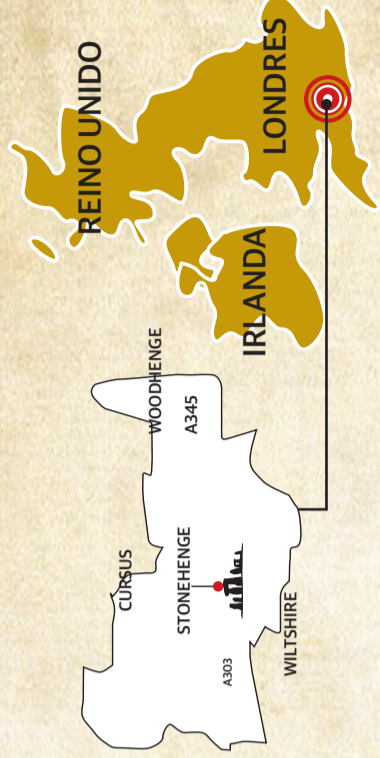 REINO UNIDO
LONDRES
IRLANDA
WOODHENGE
A345
CURSUS
STONEHENGE
A303
WILTSHIRE